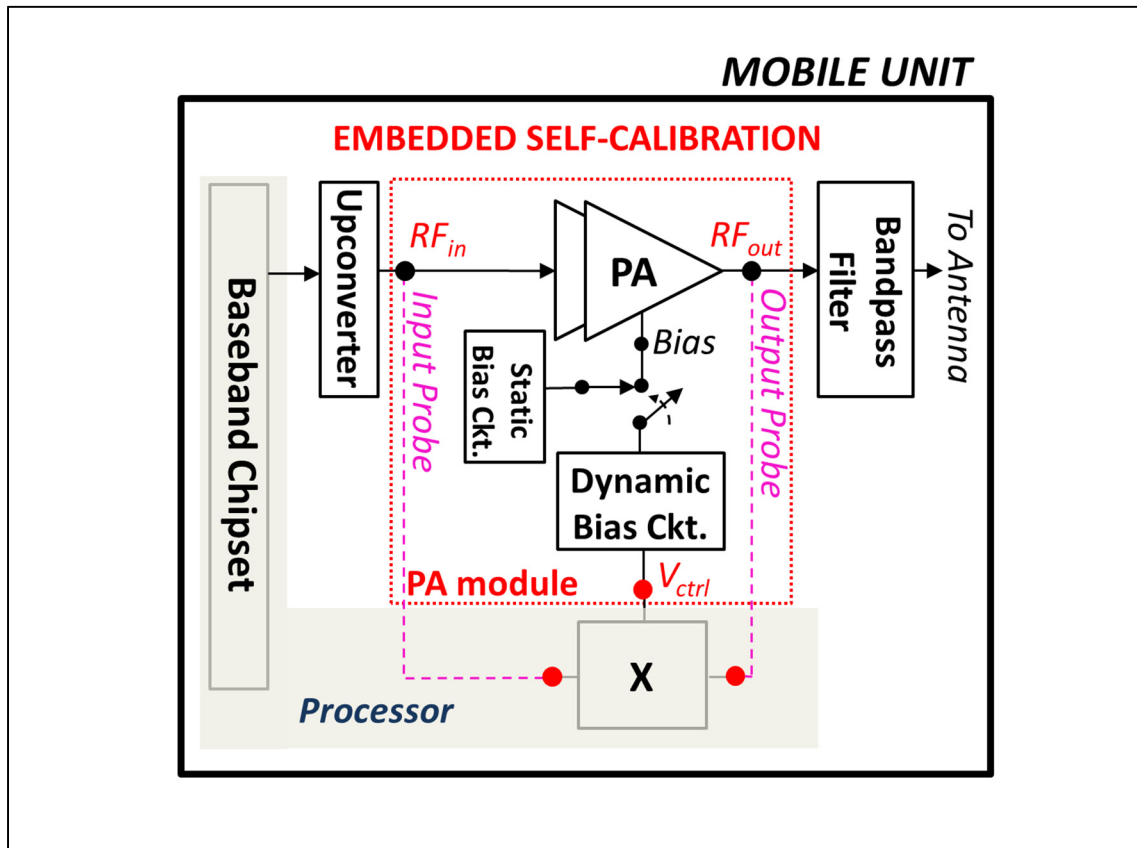 MOBILE UNIT
EMBEDDED SELF-CALIBRATION
Baseband Chipset
Upconverter
RFin
Input Probe
PA
RFout
Output Probe
Bandpass
Filter
To Antenna
Bias
Static
Bias Ckt.
Dynamic
Bias Ckt.
PA module
Vctrl
X
Processor